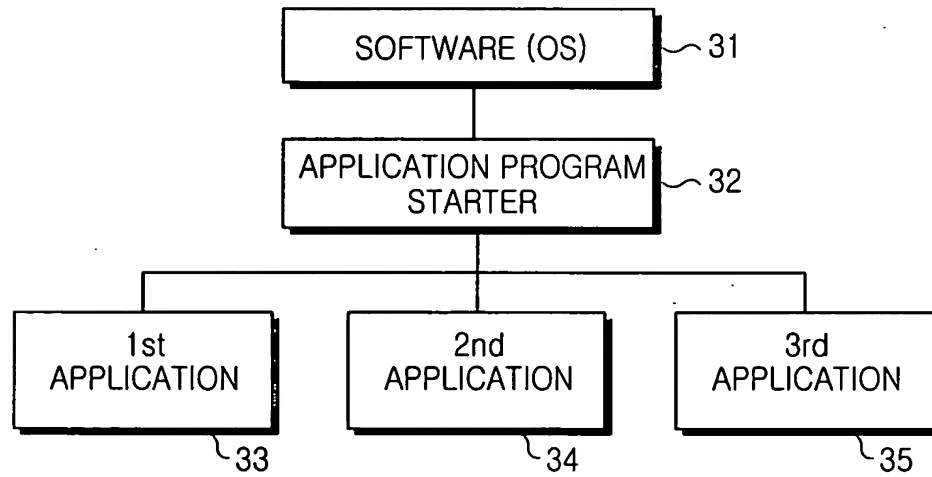 SOFTWARE (OS)
31
APPLICATION PROGRAM
STARTER
32
1st
APPLICATION
33
2nd
APPLICATION
34
3rd
APPLICATION
35